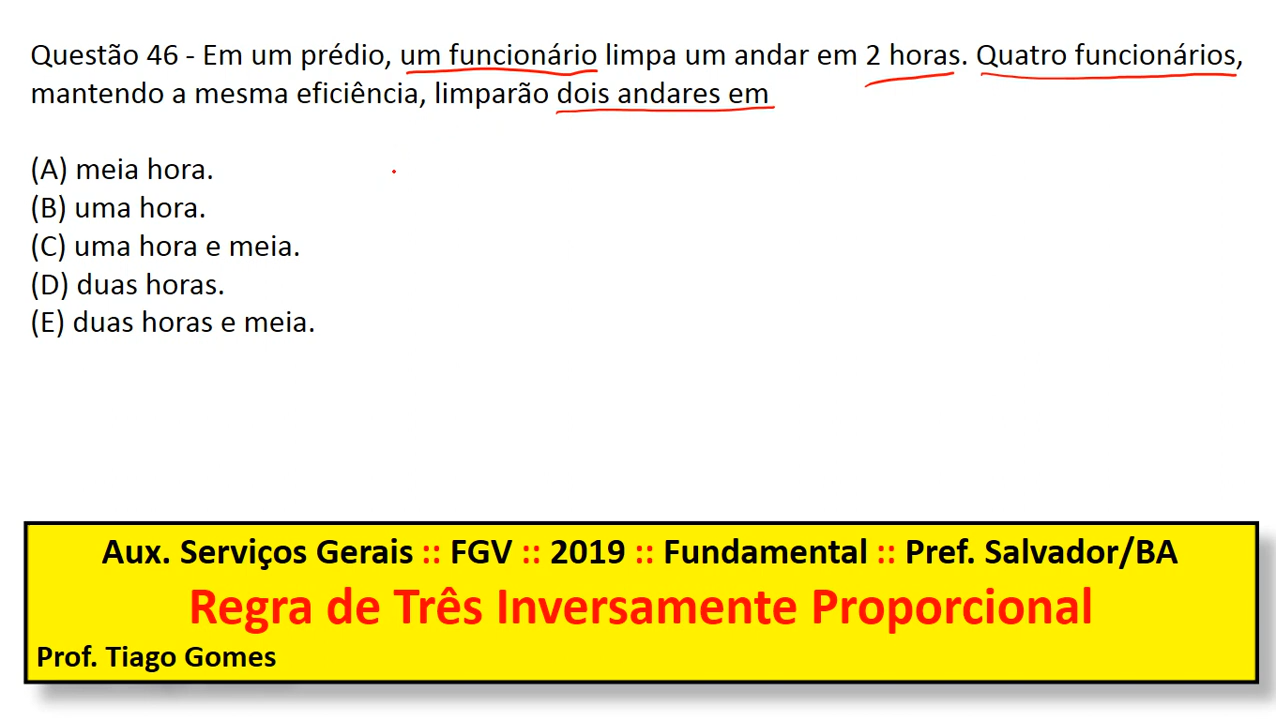 Questão 46 - Em um prédio, um funcionário limpa um andar em 2 horas. Quatro funcionários,
mantendo a mesma eficiência, limparão dois andares em
(A) meia hora.
(B) uma hora.
(C) uma hora e meia.
(D) duas horas.
(E) duas horas e meia.
Aux. Serviços Gerais :: FGV :: 2019 :: Fundamental :: Pref. Salvador/BA
Regra de Três Inversamente Proporcional
Prof. Tiago Gomes